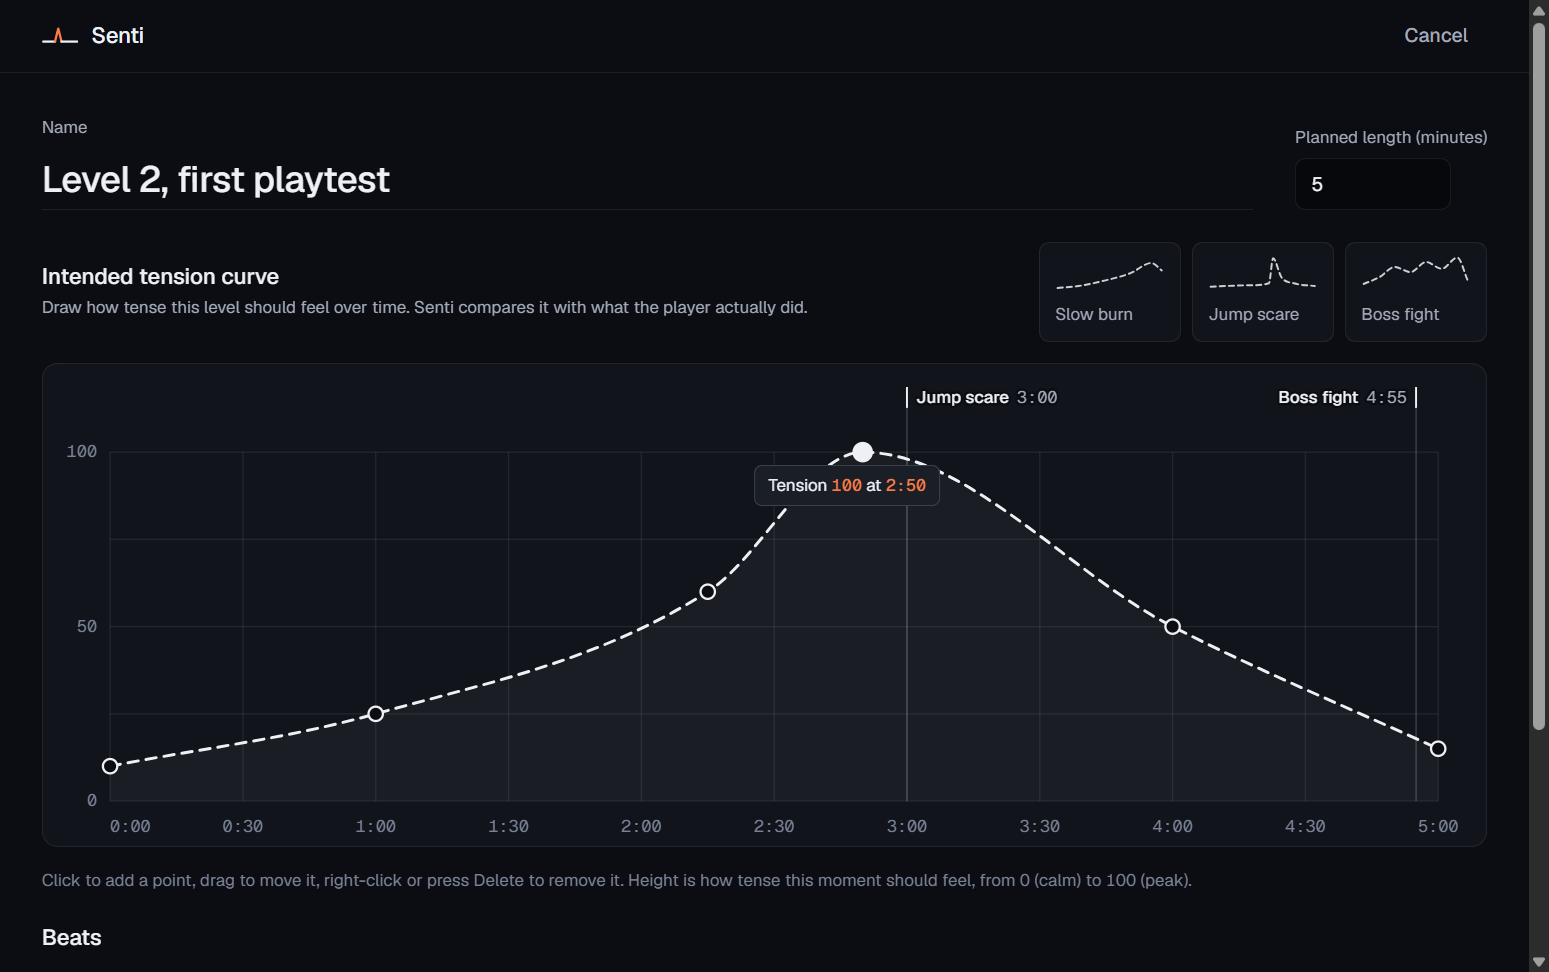 Senti
Cancel
Name
Planned length (minutes)
Level 2, first playtest
5
Intended tension curve
Draw how tense this level should feel over time. Senti compares it with what the player actually did.
Slow burn
Jump scare
Boss fight
Jump scare 3:00
Boss fight 4:55
100
Tension 100 at 2:50
50
0
0:00 0:30 1:00 1:30 2:00 2:30 3:00 3:30 4:00 4:30 5:00
Click to add a point, drag to move it, right-click or press Delete to remove it. Height is how tense this moment should feel, from 0 (calm) to 100 (peak).
Beats